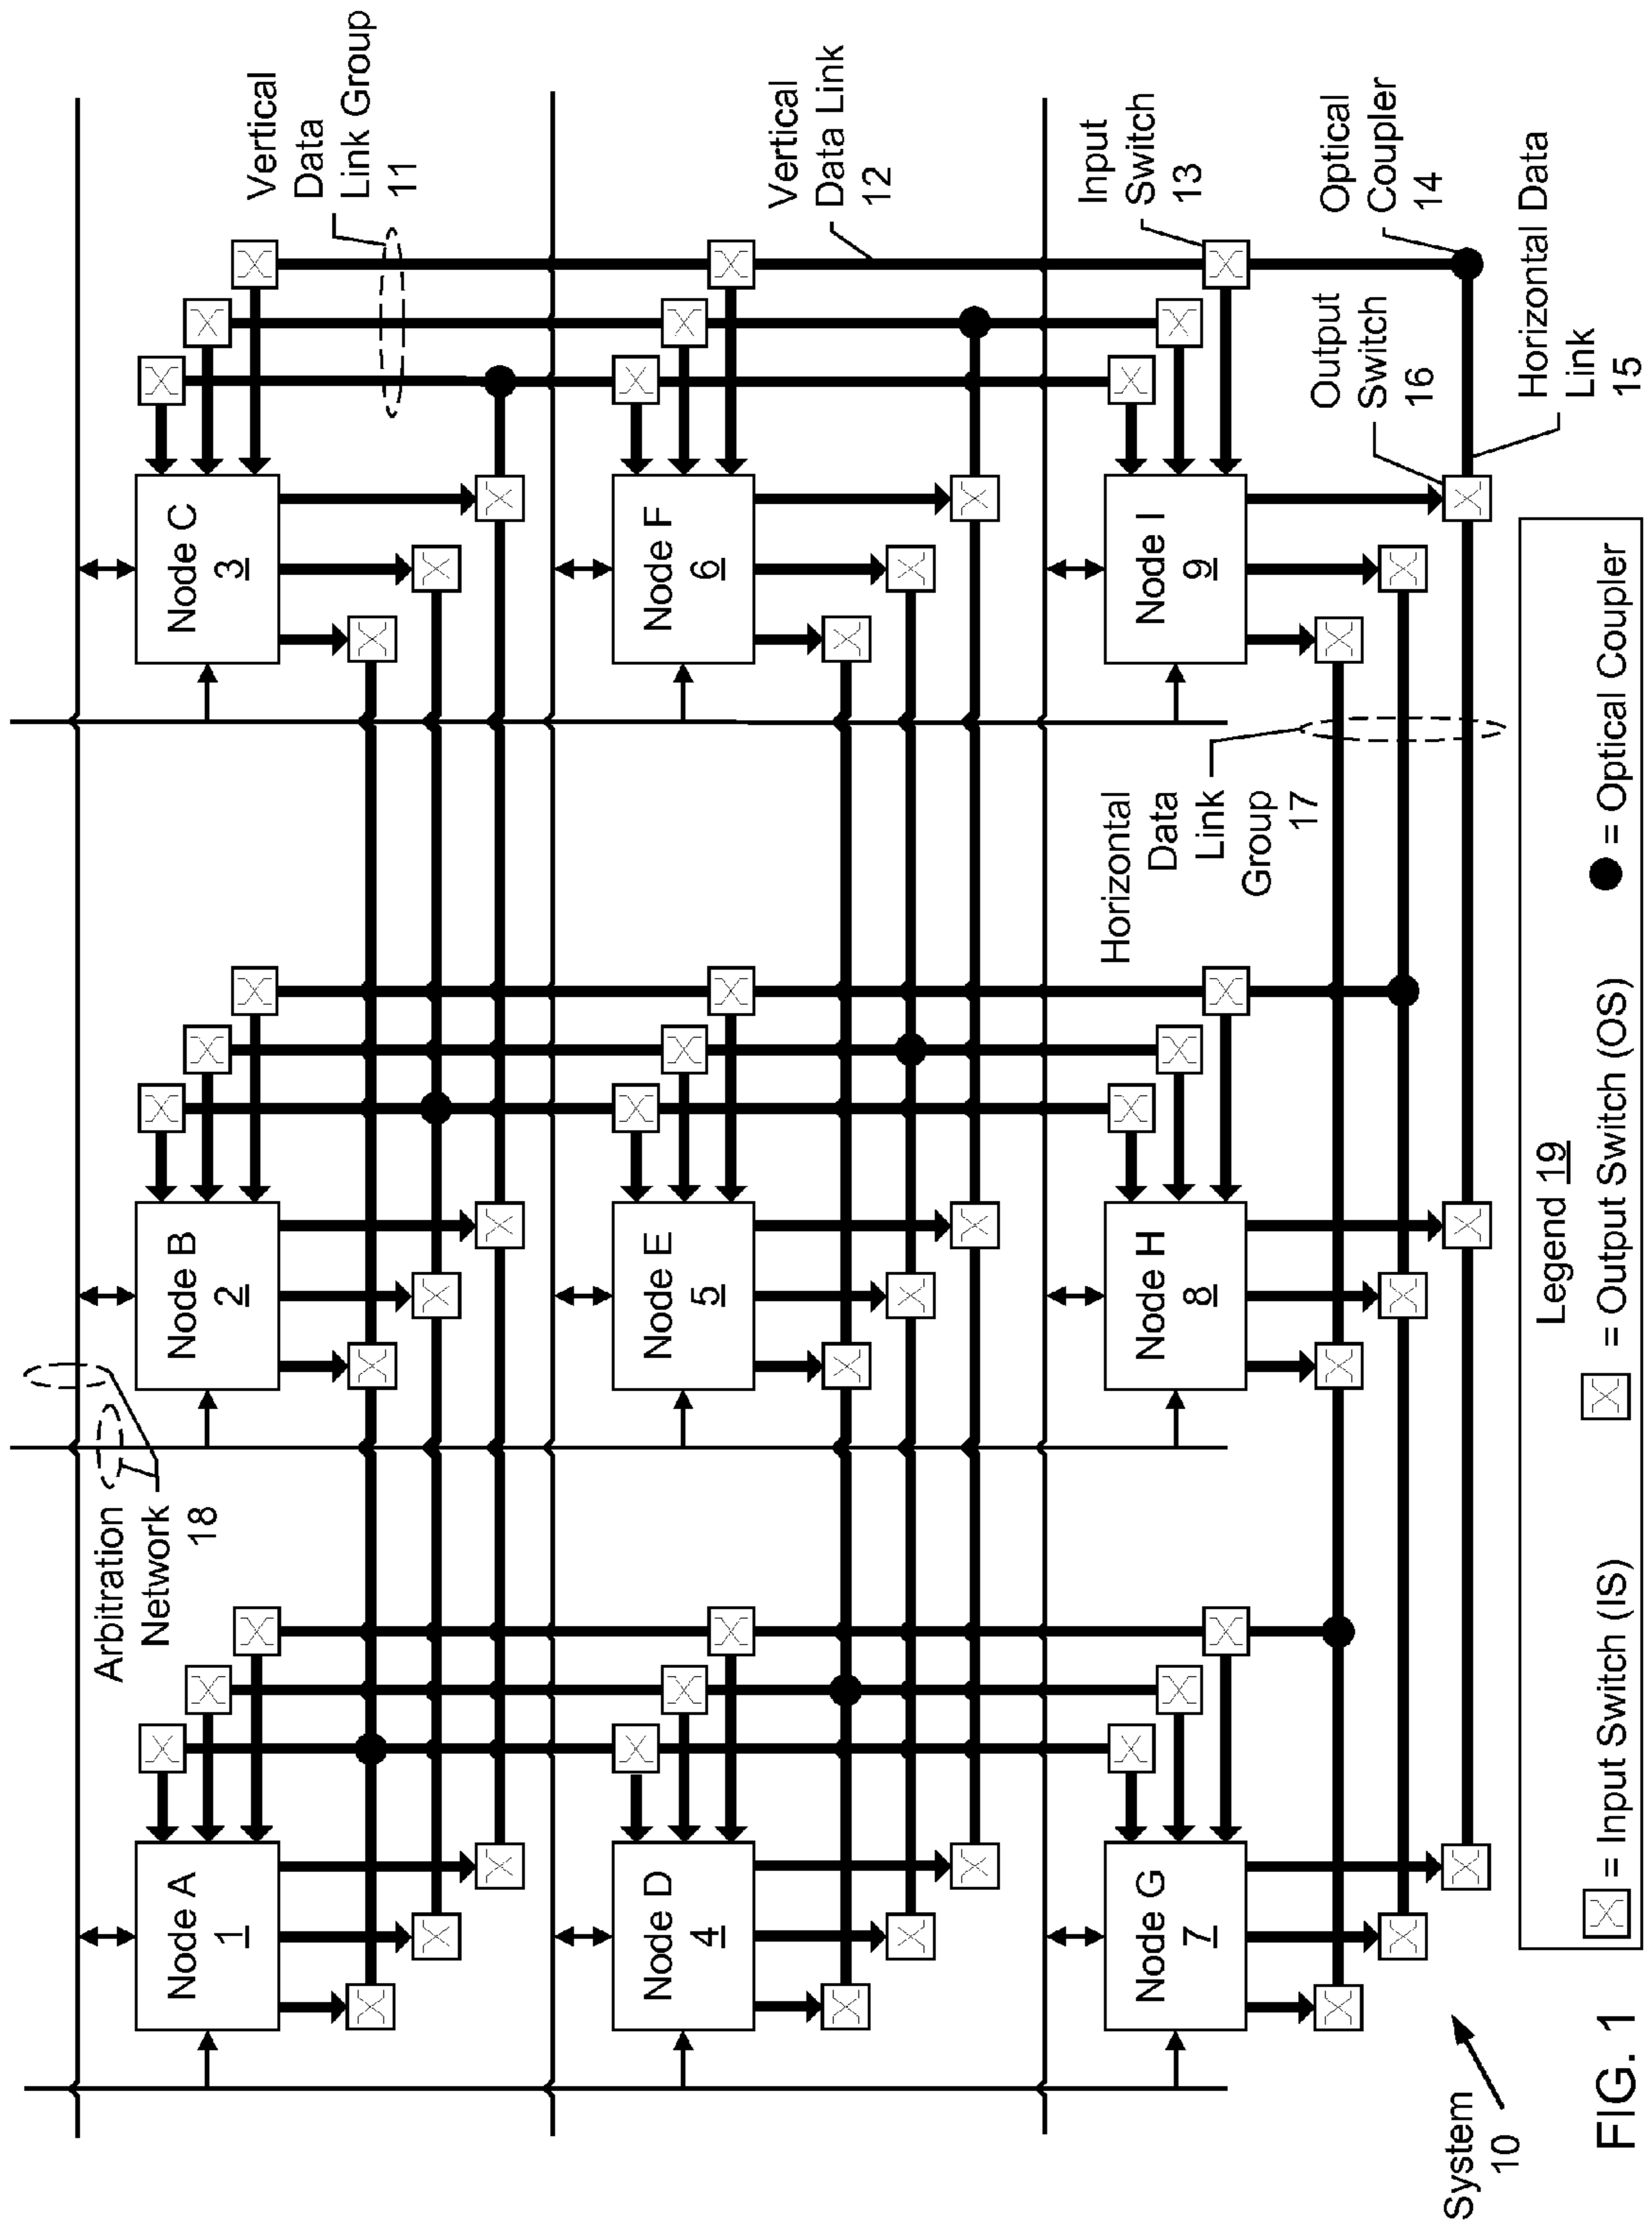 Arbitration
Network
18
Node A
1
Node B
2
Node C
3
Vertical
Data
Link Group
11
Node D
4
Node E
5
Node F
6
Vertical
Data Link
12
Node G
7
Node H
8
Node I
9
Input
Switch
13
Horizontal
Data
Link
Group
17
Output
Switch
16
Optical
Coupler
14
Horizontal Data
Link
15
System
10
Legend 19
= Input Switch (IS)
= Output Switch (OS)
= Optical Coupler
FIG. 1